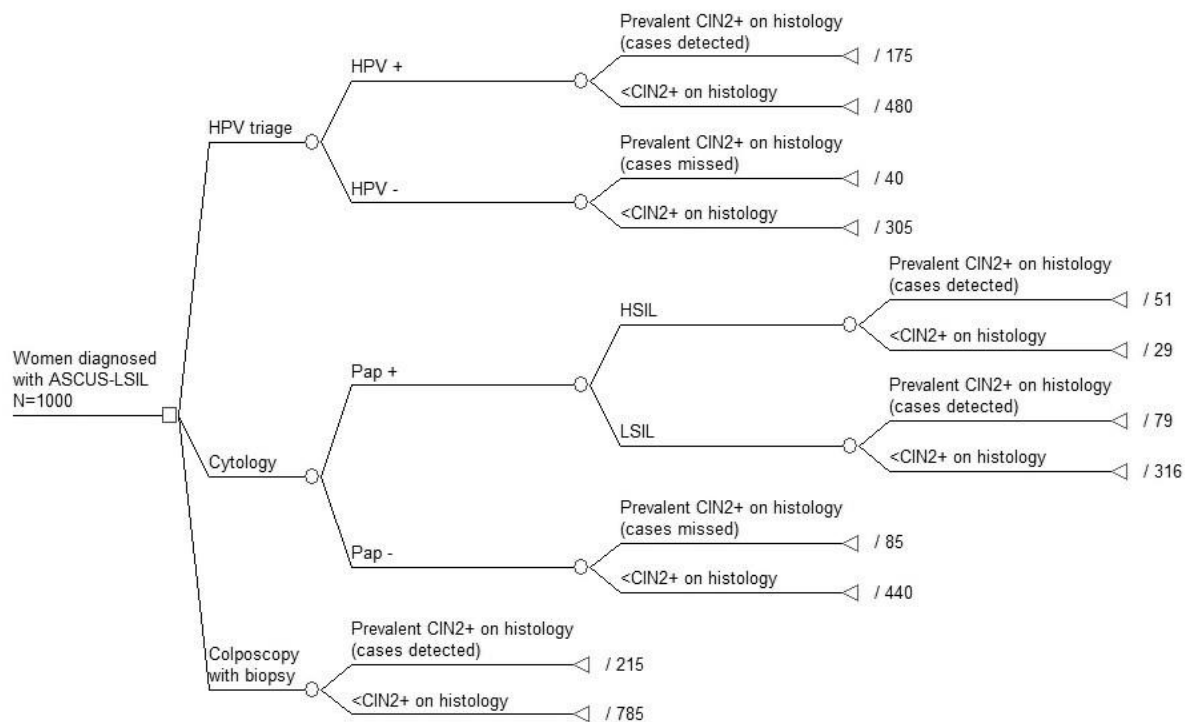 Prevalent CIN2+ on histology
(cases detected)
/ 175
HPV +
<CIN2+ on histology
/ 480
HPV triage
Prevalent CIN2+ on histology
(cases missed)
/ 40
HPV -
<CIN2+ on histology
/ 305
Prevalent CIN2+ on histology
(cases detected)
/ 51
HSIL
<CIN2+ on histology
/ 29
Women diagnosed
with ASCUS-LSIL
N=1000
Pap +
Prevalent CIN2+ on histology
(cases detected)
/ 79
LSIL
<CIN2+ on histology
/ 316
Cytology
Prevalent CIN2+ on histology
(cases missed)
/ 85
Pap -
<CIN2+ on histology
/ 440
Colposcopy
with biopsy
Prevalent CIN2+ on histology
(cases detected)
/ 215
<CIN2+ on histology
/ 785